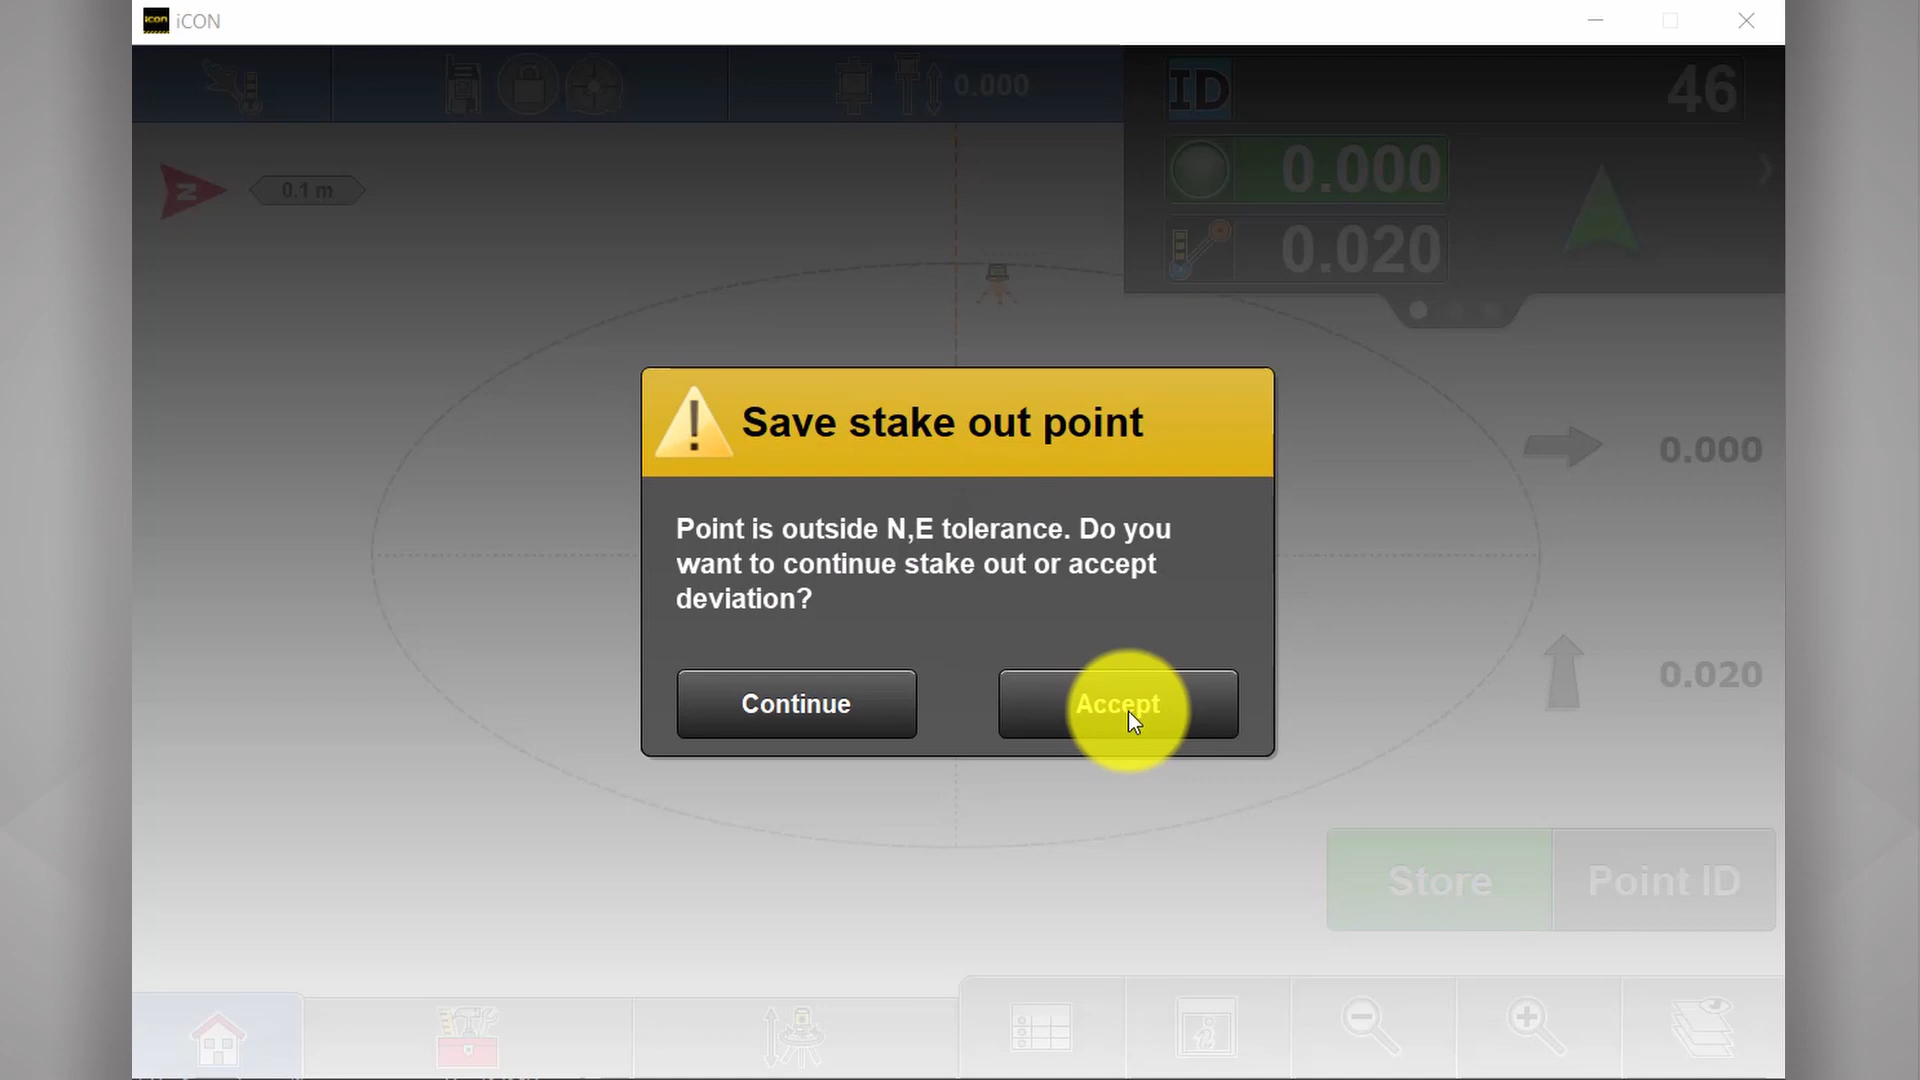 icon iCON
0.000
ID 46
0.000
N 0.1 m
0.020
Save stake out point
Point is outside N,E tolerance. Do you
want to continue stake out or accept
deviation?
Continue Accept
0.000
0.020
Store Point ID